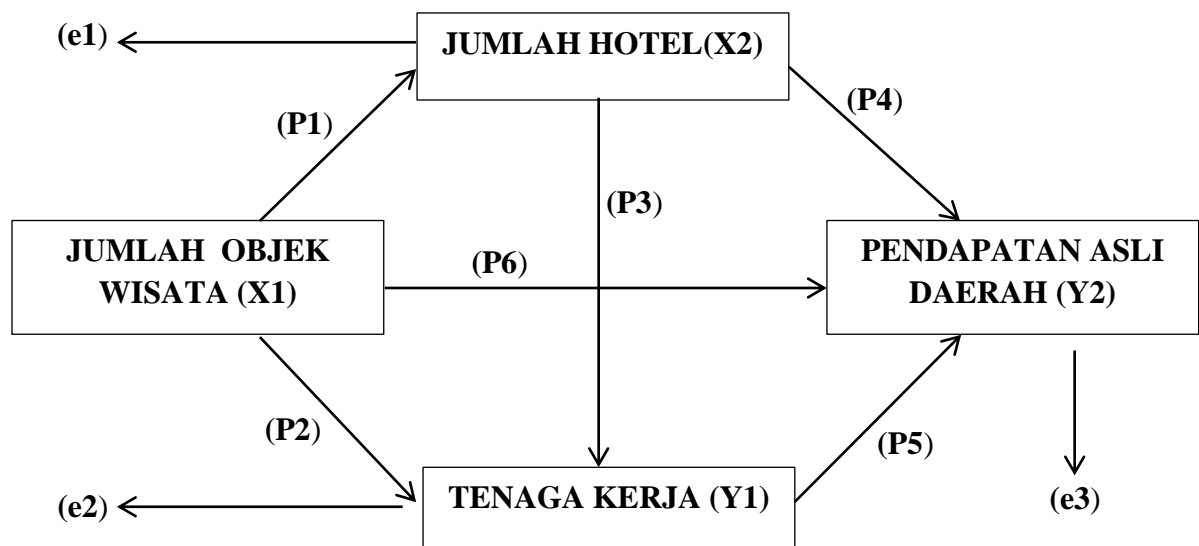 (e1)
JUMLAH HOTEL(X2)
(P1)
(P4)
(P3)
JUMLAH OBJEK
WISATA (X1)
(P6)
PENDAPATAN ASLI
DAERAH (Y2)
(P2)
(P5)
(e2)
TENAGA KERJA (Y1)
(e3)